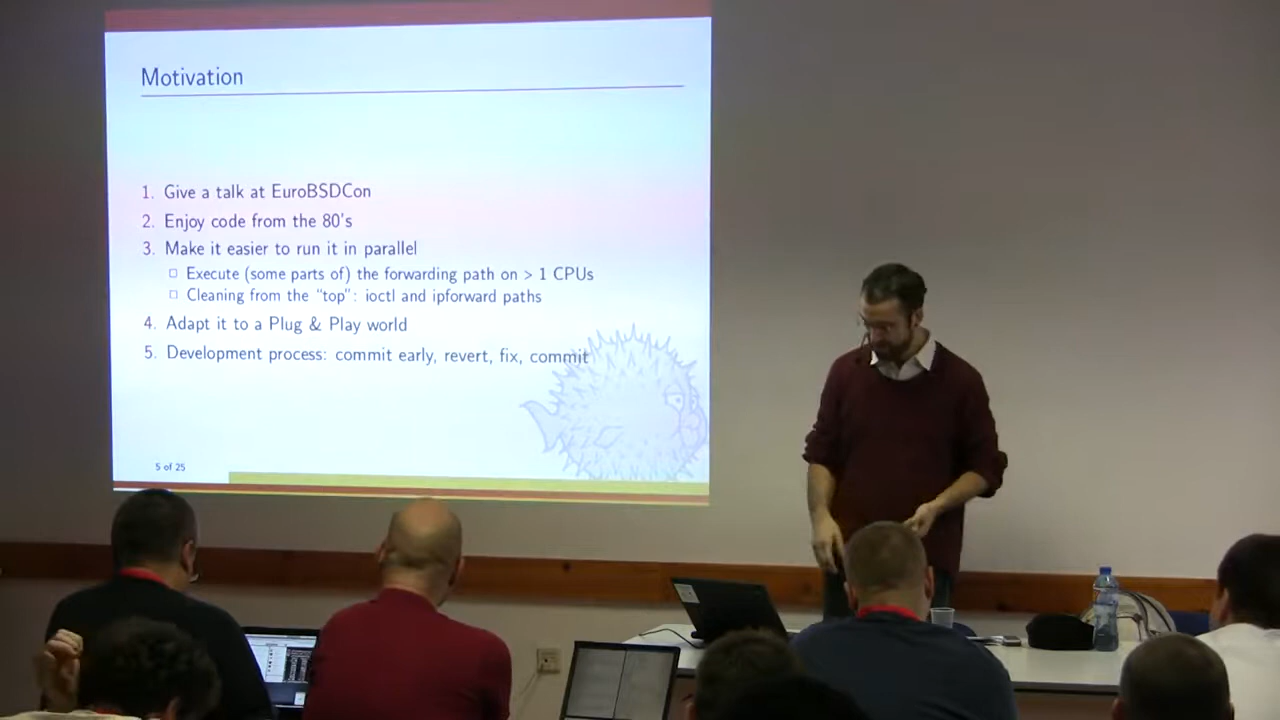 Motivation
1. Give a talk at EuroBSDCon
2. Enjoy code from the 80's
3. Make it easier to run it in parallel
□ Execute (some parts of) the forwarding path on > 1 CPUs
□ Cleaning from the "top": ioctl and ipforward paths
4. Adapt it to a Plug & Play world
5. Development process: commit early, revert, fix, commit
5 of 25